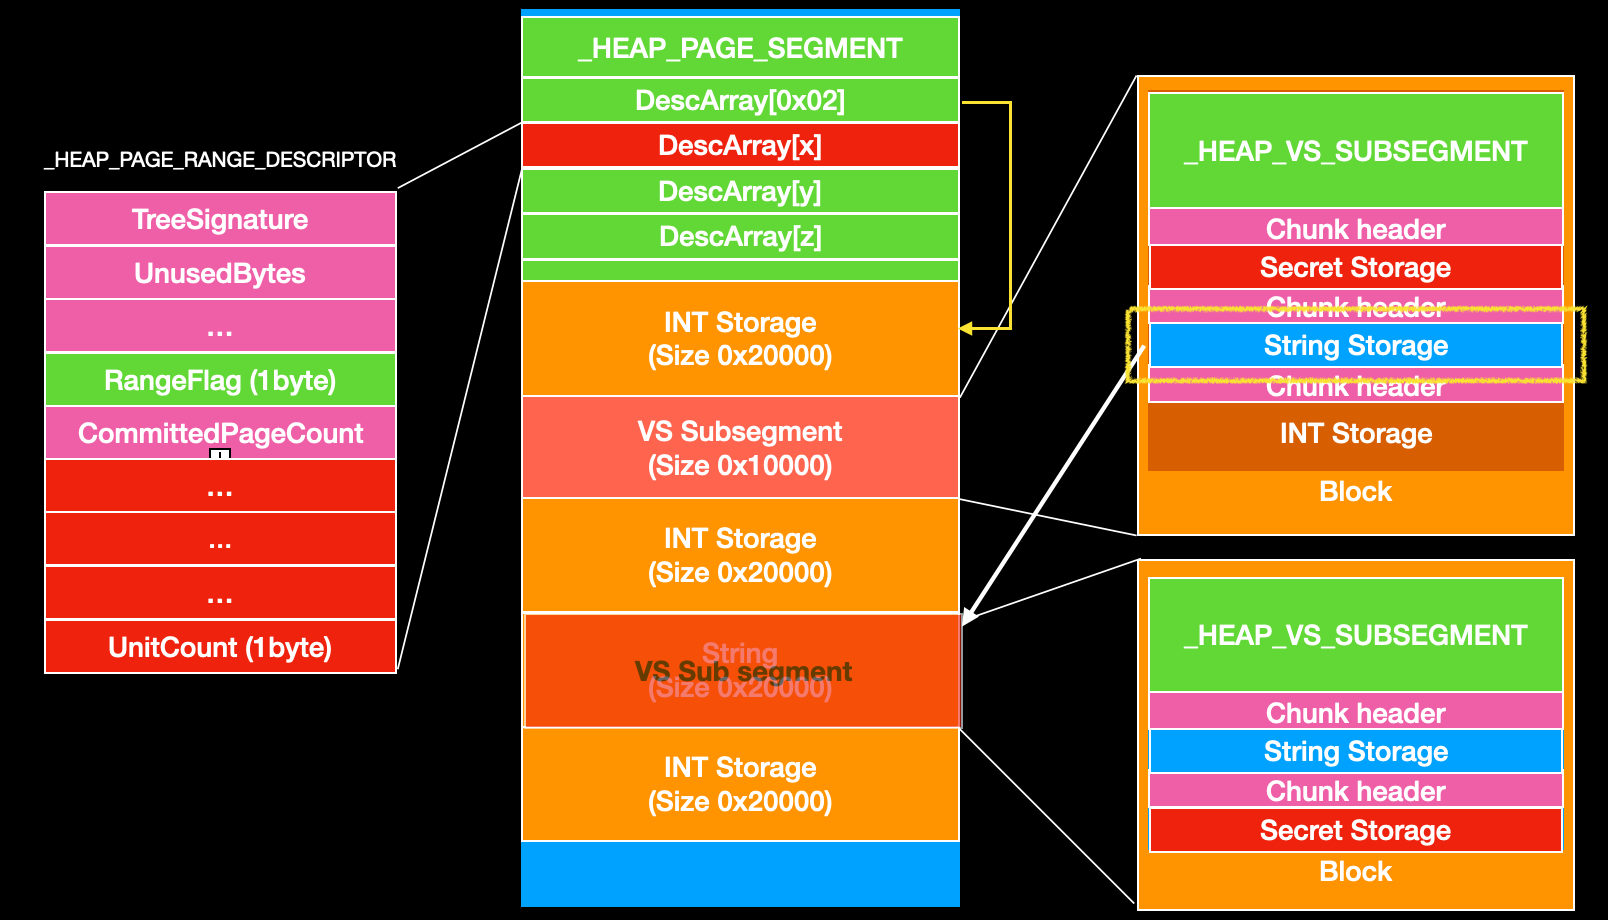 _HEAP_PAGE_RANGE_DESCRIPTOR
TreeSignature
UnusedBytes
...
RangeFlag (1byte)
CommittedPageCount
...
...
...
UnitCount (1byte)
_HEAP_PAGE_SEGMENT
DescArray[0x02]
DescArray[x]
DescArray[y]
DescArray[z]
INT Storage
(Size 0x20000)
VS Subsegment
(Size 0x10000)
INT Storage
(Size 0x20000)
String
VS Sub segment
(Size 0x20000)
INT Storage
(Size 0x20000)
_HEAP_VS_SUBSEGMENT
Chunk header
Secret Storage
Chunk header
String Storage
Chunk header
INT Storage
Block
_HEAP_VS_SUBSEGMENT
Chunk header
String Storage
Chunk header
Secret Storage
Block